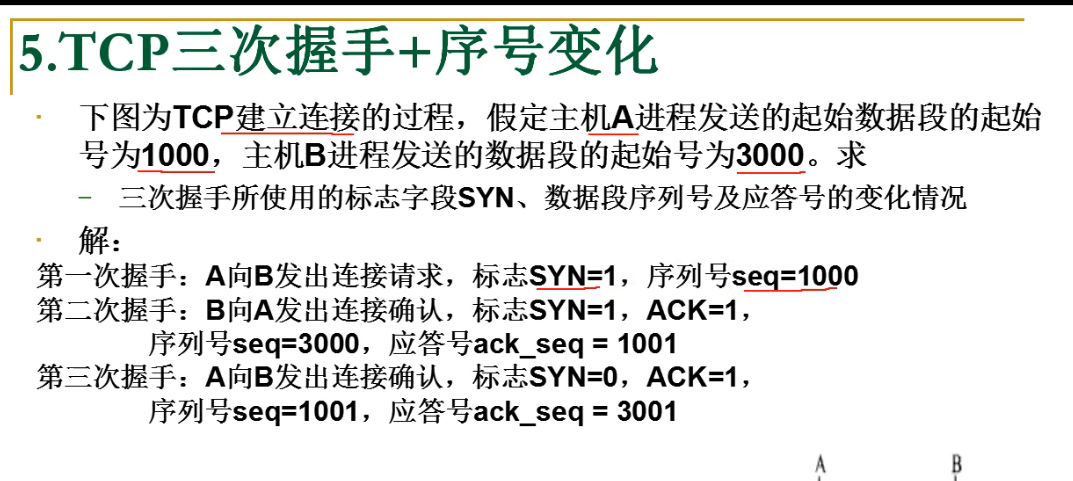 5.TCP三次握手+序号变化
下图为TCP建立连接的过程，假定主机A进程发送的起始数据段的起始
号为1000，主机B进程发送的数据段的起始号为3000。求
– 三次握手所使用的标志字段SYN、数据段序列号及应答号的变化情况
解：
第一次握手：A向B发出连接请求，标志SYN=1，序列号seq=1000
第二次握手：B向A发出连接确认，标志SYN=1，ACK=1，
序列号seq=3000，应答号ack_seq = 1001
第三次握手：A向B发出连接确认，标志SYN=0，ACK=1，
序列号seq=1001，应答号ack_seq = 3001
A B